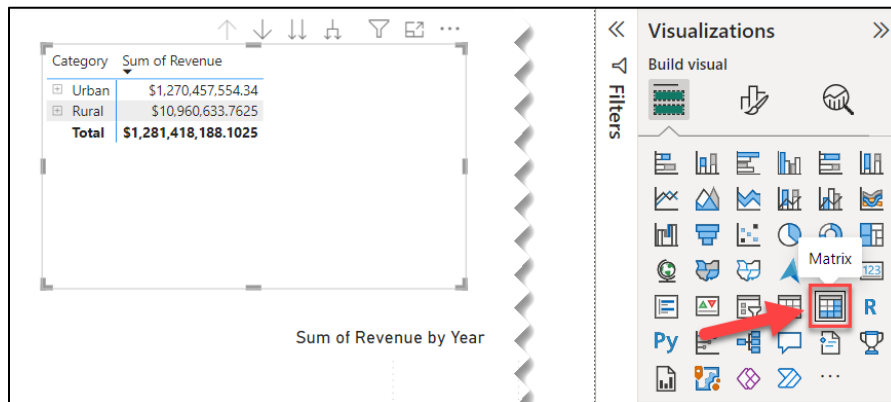 Category Sum of Revenue
Urban $1,270,457,554.34
Rural $10,960,633.7625
Total $1,281,418,188.1025
Sum of Revenue by Year
Filters
Visualizations
Build visual
Matrix
123
R
Py